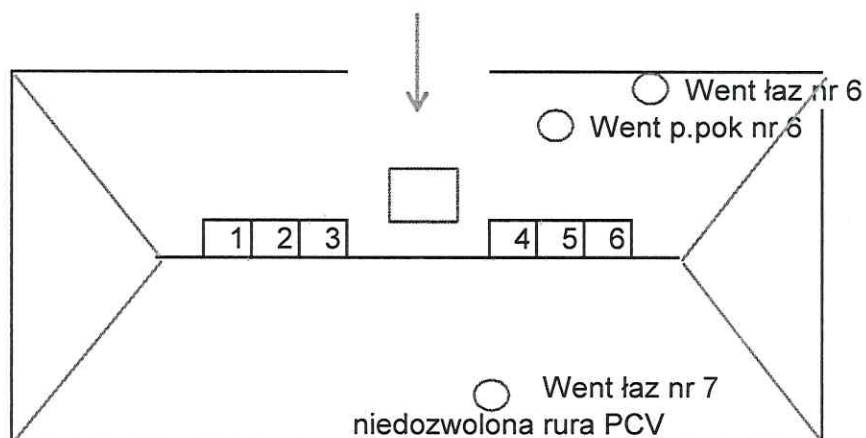 Went łaz nr 6
Went p.pok nr 6
1 2 3 4 5 6
Went łaz nr 7
niedozwolona rura PCV